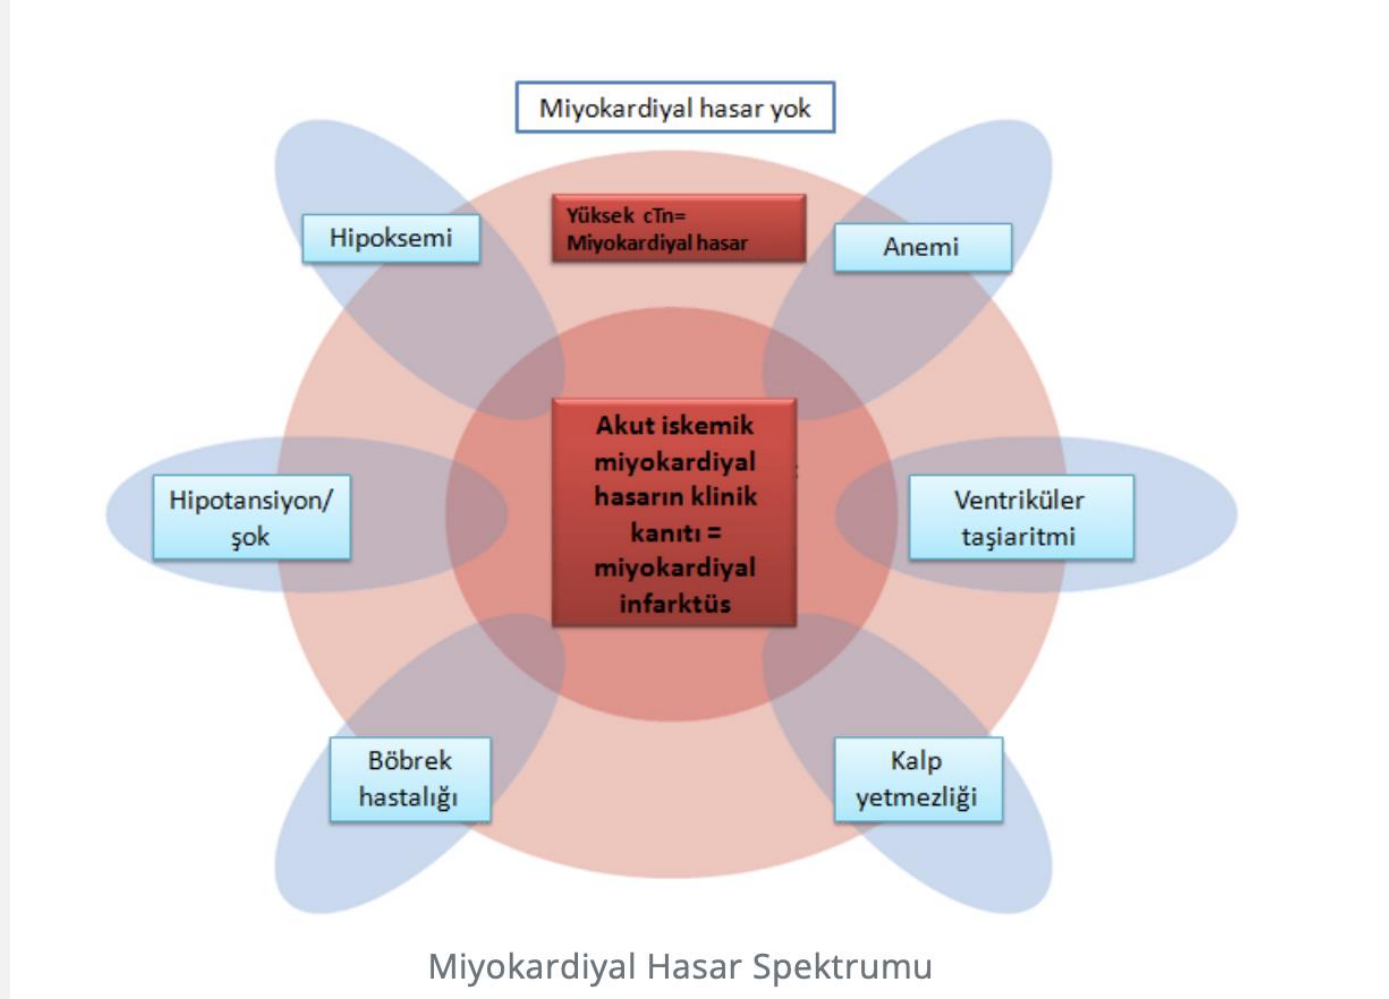 Miyokardiyal hasar yok
Yüksek cTn=
Miyokardiyal hasar
Hipoksemi
Anemi
Akut iskemik
miyokardiyal
hasarın klinik
kanıtı =
miyokardiyal
infarktüs
Hipotansiyon/
şok
Ventriküler
taşiaritmi
Böbrek
hastalığı
Kalp
yetmezliği
Miyokardiyal Hasar Spektrumu